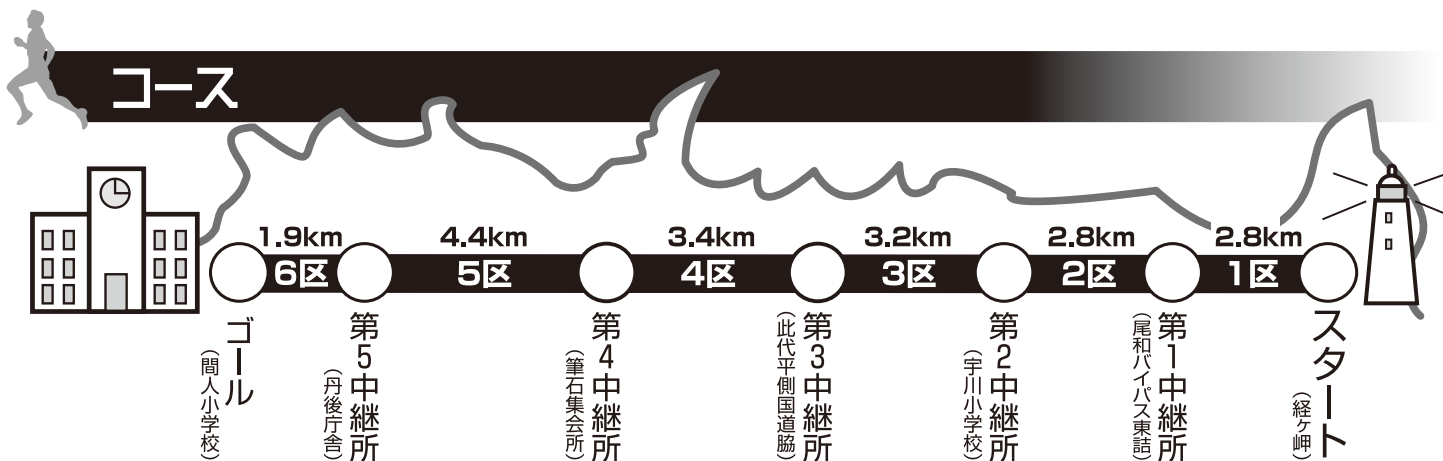 コース
1.9km
4.4km
3.4km
3.2km
2.8km
2.8km
6区
5区
4区
3区
2区
1区
スタート
(経ヶ岬)
第1中継所
(尾和バイパス東詰)
第2中継所
(宇川小学校)
第3中継所
(此代平側国道脇)
第4中継所
(筆石集会所)
第5中継所
(丹後庁舎)
ゴール
(間人小学校)